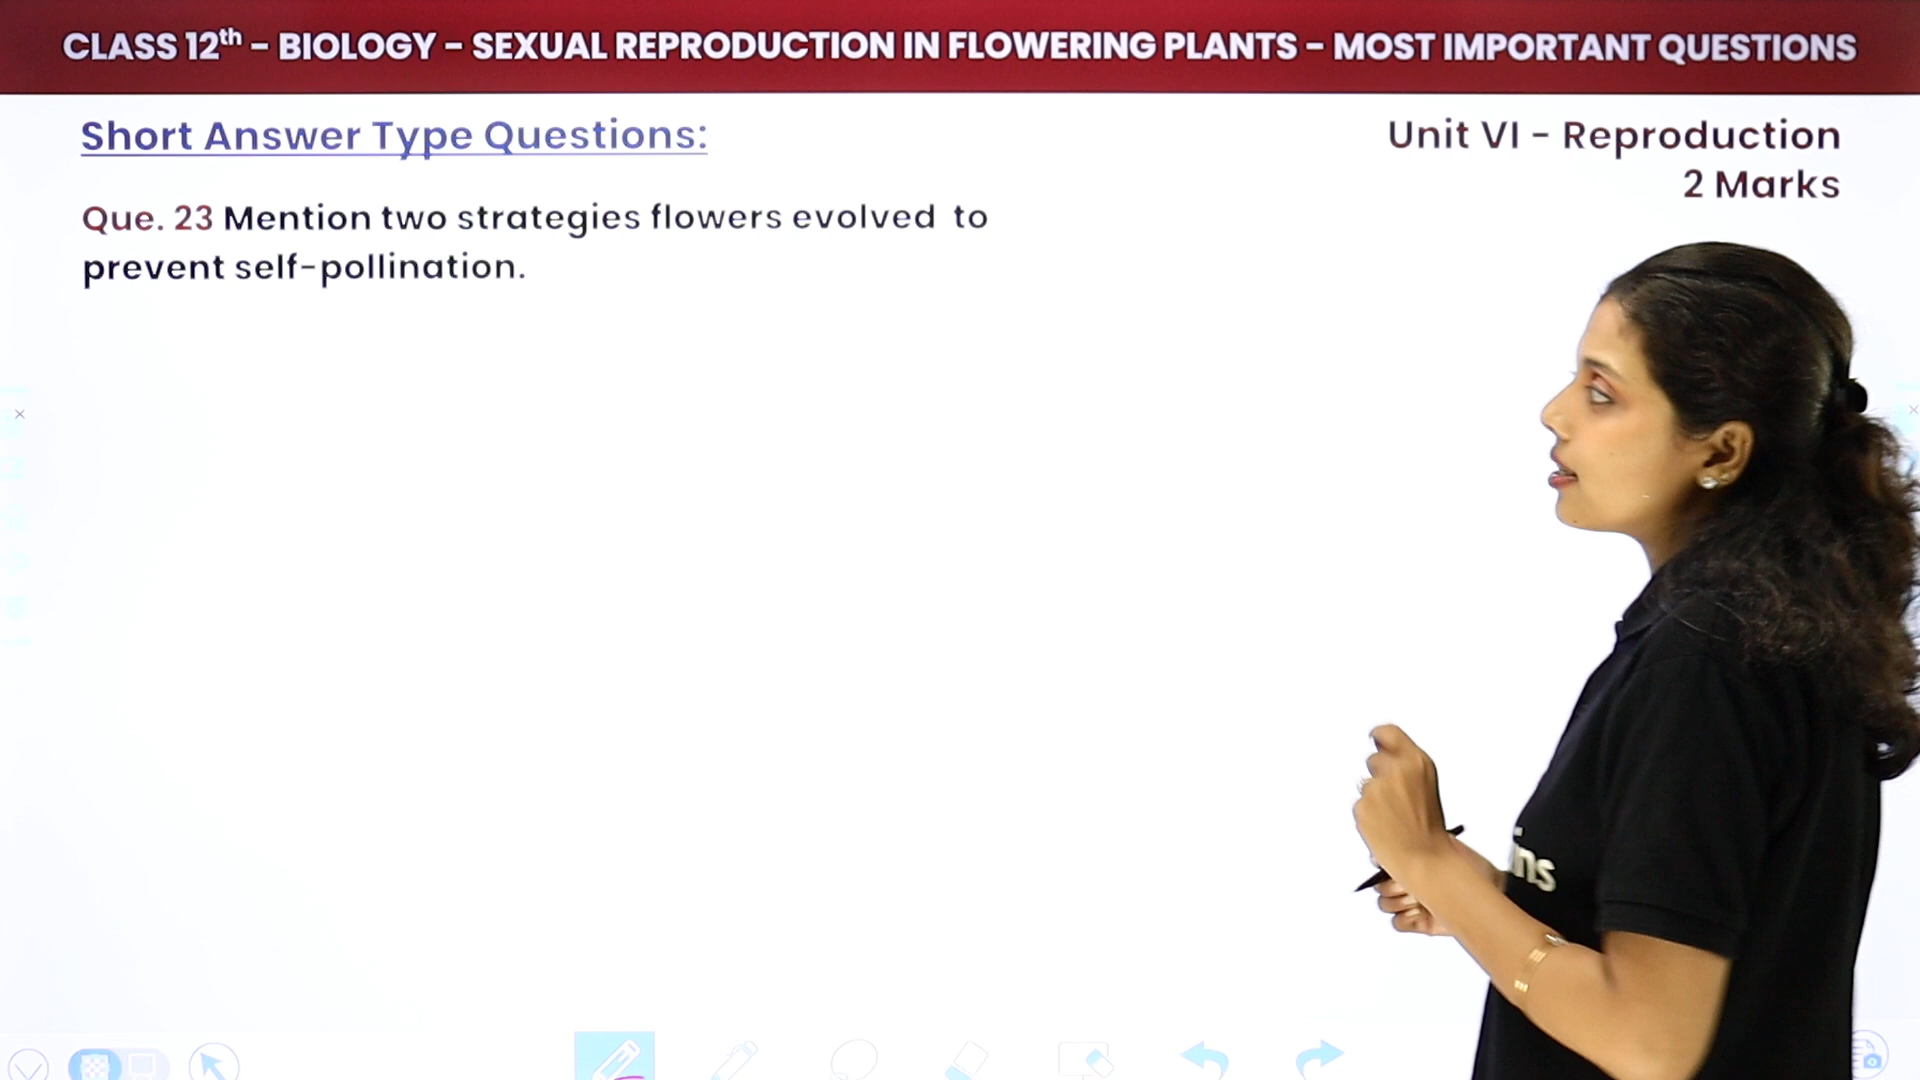 CLASS 12th - BIOLOGY - SEXUAL REPRODUCTION IN FLOWERING PLANTS - MOST IMPORTANT QUESTIONS
Short Answer Type Questions:
Unit VI - Reproduction
2 Marks
Que. 23 Mention two strategies flowers evolved to
prevent self-pollination.
ins